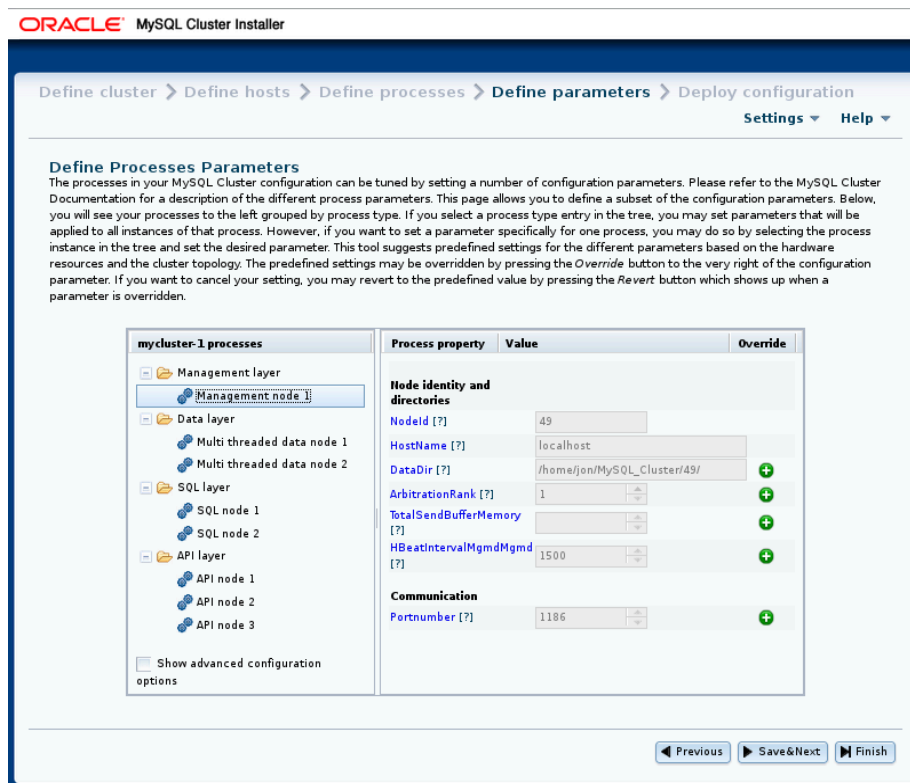 ORACLE® MySQL Cluster Installer
Define cluster > Define hosts > Define processes > Define parameters > Deploy configuration
Settings Help
Define Processes Parameters
The processes in your MySQL Cluster configuration can be tuned by setting a number of configuration parameters. Please refer to the MySQL Cluster
Documentation for a description of the different process parameters. This page allows you to define a subset of the configuration parameters. Below,
you will see your processes to the left grouped by process type. If you select a process type entry in the tree, you may set parameters that will be
applied to all instances of that process. However, if you want to set a parameter specifically for one process, you may do so by selecting the process
instance in the tree and set the desired parameter. This tool suggests predefined settings for the different parameters based on the hardware
resources and the cluster topology. The predefined settings may be overridden by pressing the Override button to the very right of the configuration
parameter. If you want to cancel your setting, you may revert to the predefined value by pressing the Revert button which shows up when a
parameter is overridden.
mycluster-1 processes
Management layer
Management node 1
Data layer
Multi threaded data node 1
Multi threaded data node 2
SQL layer
SQL node 1
SQL node 2
API layer
API node 1
API node 2
API node 3
Show advanced configuration
options
Process property Value Override
Node identity and
directories
NodeId [?] 49
HostName [?] localhost
DataDir [?] /home/jon/MySQL_Cluster/49/
ArbitrationRank [?] 1
TotalSendBufferMemory
[?]
HBeatIntervalMgmdMgmd
[?] 1500
Communication
Portnumber [?] 1186
Previous Save&Next Finish